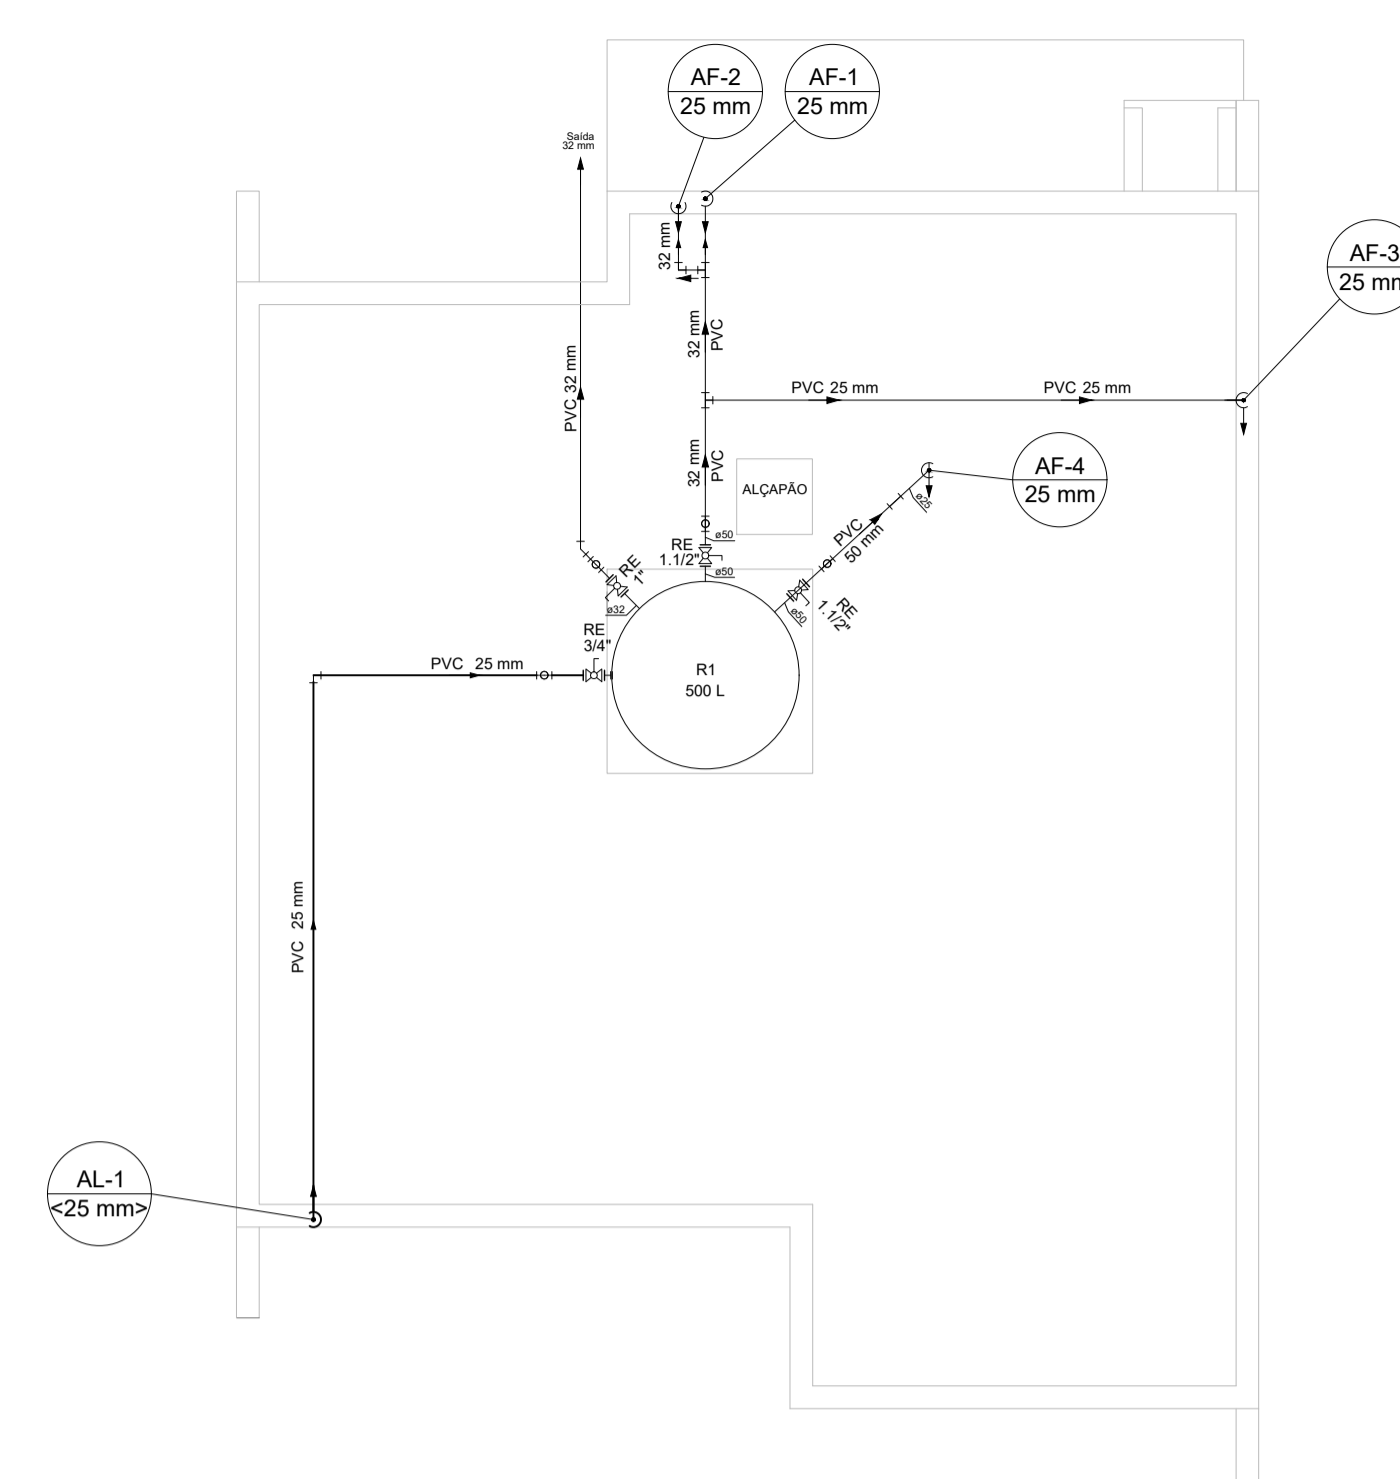 AF-2
25 mm
AF-1
25 mm
Saída
32 mm
AF-3
25 mm
32 mm
32 mm
PVC
PVC 32 mm
PVC 25 mm
PVC 25 mm
32 mm
PVC
ALÇAPÃO
AF-4
25 mm
ø25
PVC
50 mm
ø50
RE
1.1/2"
ø50
RE
1"
ø32
RE
1.1/2"
ø50
RE
3/4"
PVC 25 mm
R1
500 L
PVC 25 mm
AL-1
<25 mm>